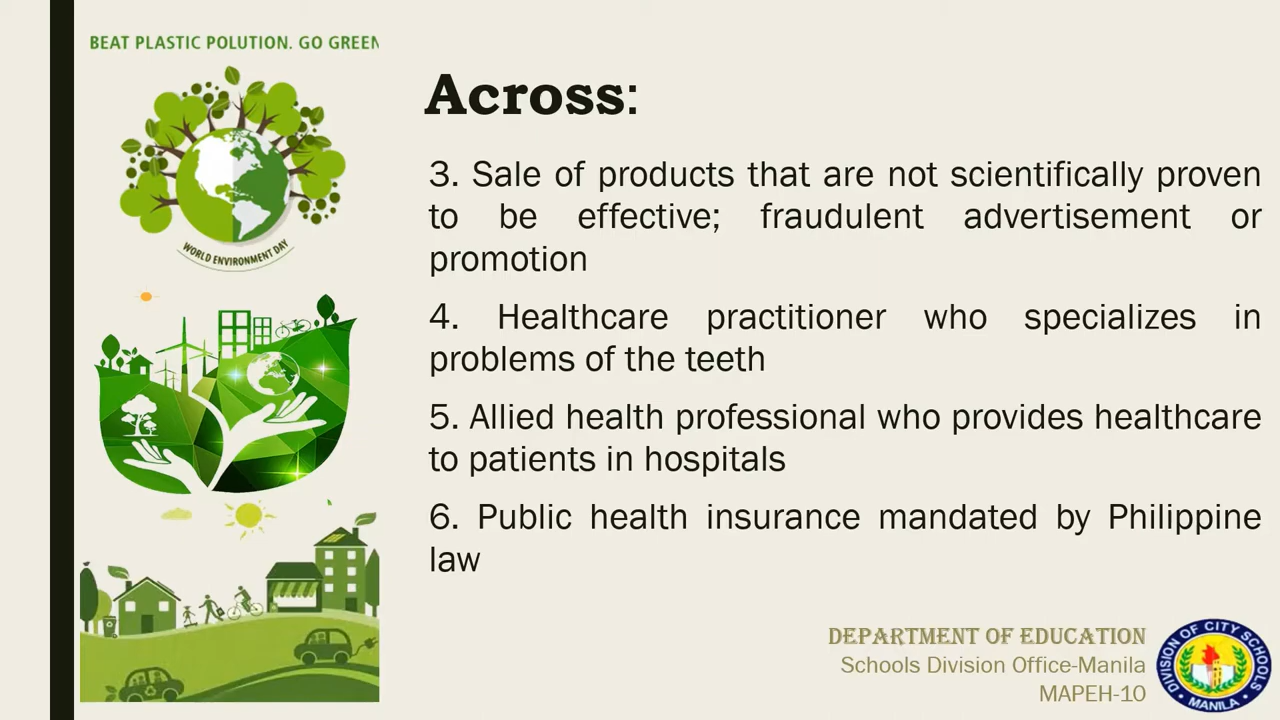 BEAT PLASTIC POLUTION. GO GREEN
WORLD ENVIRONMENT DAY
Across:
3. Sale of products that are not scientifically proven
to be effective; fraudulent advertisement or
promotion
4. Healthcare practitioner who specializes in
problems of the teeth
5. Allied health professional who provides healthcare
to patients in hospitals
6. Public health insurance mandated by Philippine
law
DEPARTMENT OF EDUCATION
Schools Division Office-Manila
MAPEH-10
DIVISION OF CITY SCHOOLS
MANILA